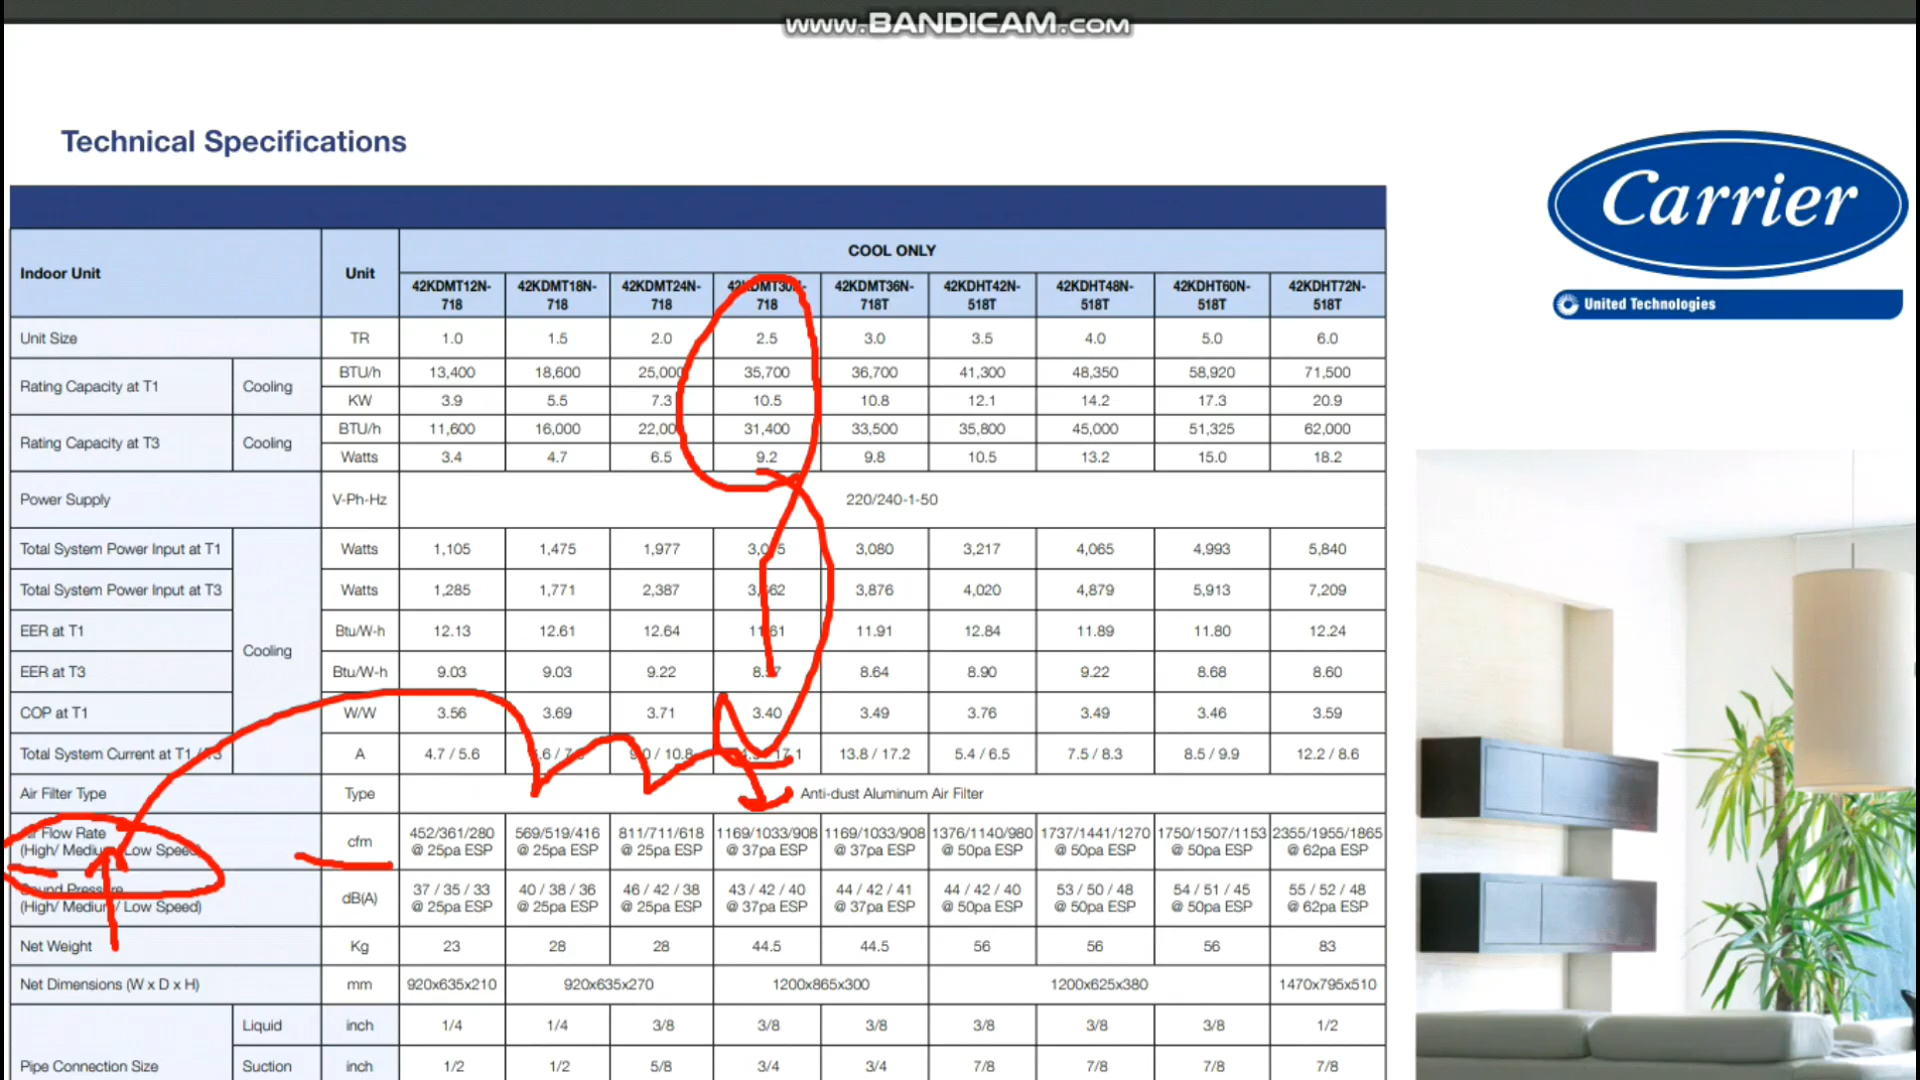 www.BANDICAM.com
Technical Specifications
Carrier
United Technologies
Indoor Unit Unit COOL ONLY
42KDMT12N-718 42KDMT18N-718 42KDMT24N-718 718 42KDMT36N-718T 42KDHT42N-518T 42KDHT48N-518T 42KDHT60N-518T 42KDHT72N-518T
Unit Size TR 1.0 1.5 2.0 2.5 3.0 3.5 4.0 5.0 6.0
Rating Capacity at T1 Cooling BTU/h 13,400 18,600 25,000 35,700 36,700 41,300 48,350 58,920 71,500
KW 3.9 5.5 7.3 10.5 10.8 12.1 14.2 17.3 20.9
Rating Capacity at T3 Cooling BTU/h 11,600 16,000 22,000 31,400 33,500 35,800 45,000 51,325 62,000
Watts 3.4 4.7 6.5 9.2 9.8 10.5 13.2 15.0 18.2
Power Supply V-Ph-Hz 220/240-1-50
Total System Power Input at T1 Cooling Watts 1,105 1,475 1,977 3,080 3,217 4,065 4,993 5,840
Total System Power Input at T3 Watts 1,285 1,771 2,387 3,876 4,020 4,879 5,913 7,209
EER at T1 Btu/W-h 12.13 12.61 12.64 11.61 11.91 12.84 11.89 11.80 12.24
EER at T3 Btu/W-h 9.03 9.03 9.22 8.64 8.90 9.22 8.68 8.60
COP at T1 W/W 3.56 3.69 3.71 3.40 3.49 3.76 3.49 3.46 3.59
Total System Current at T1 / T3 A 4.7 / 5.6 10.8 13.8 / 17.2 5.4 / 6.5 7.5 / 8.3 8.5 / 9.9 12.2 / 8.6
Air Filter Type Type Anti-dust Aluminum Air Filter
Air Flow Rate cfm 452/361/280 569/519/416 811/711/618 1169/1033/908 1169/1033/908 1376/1140/980 1737/1441/1270 1750/1507/1153 2355/1955/1865
(High/ Medium/ Low Speed) @ 25pa ESP @ 25pa ESP @ 25pa ESP @ 37pa ESP @ 37pa ESP @ 50pa ESP @ 50pa ESP @ 50pa ESP @ 62pa ESP
Sound Pressure dB(A) 37 / 35 / 33 40 / 38 / 36 46 / 42 / 38 43 / 42 / 40 44 / 42 / 41 44 / 42 / 40 53 / 50 / 48 54 / 51 / 45 55 / 52 / 48
(High/ Medium/ Low Speed) @ 25pa ESP @ 25pa ESP @ 25pa ESP @ 37pa ESP @ 37pa ESP @ 50pa ESP @ 50pa ESP @ 50pa ESP @ 62pa ESP
Net Weight Kg 23 28 28 44.5 44.5 56 56 56 83
Net Dimensions (W x D x H) mm 920x635x210 920x635x270 1200x865x300 1200x625x380 1470x795x510
Pipe Connection Size Liquid inch 1/4 1/4 3/8 3/8 3/8 3/8 3/8 3/8 1/2
Suction inch 1/2 1/2 5/8 3/4 3/4 7/8 7/8 7/8 7/8